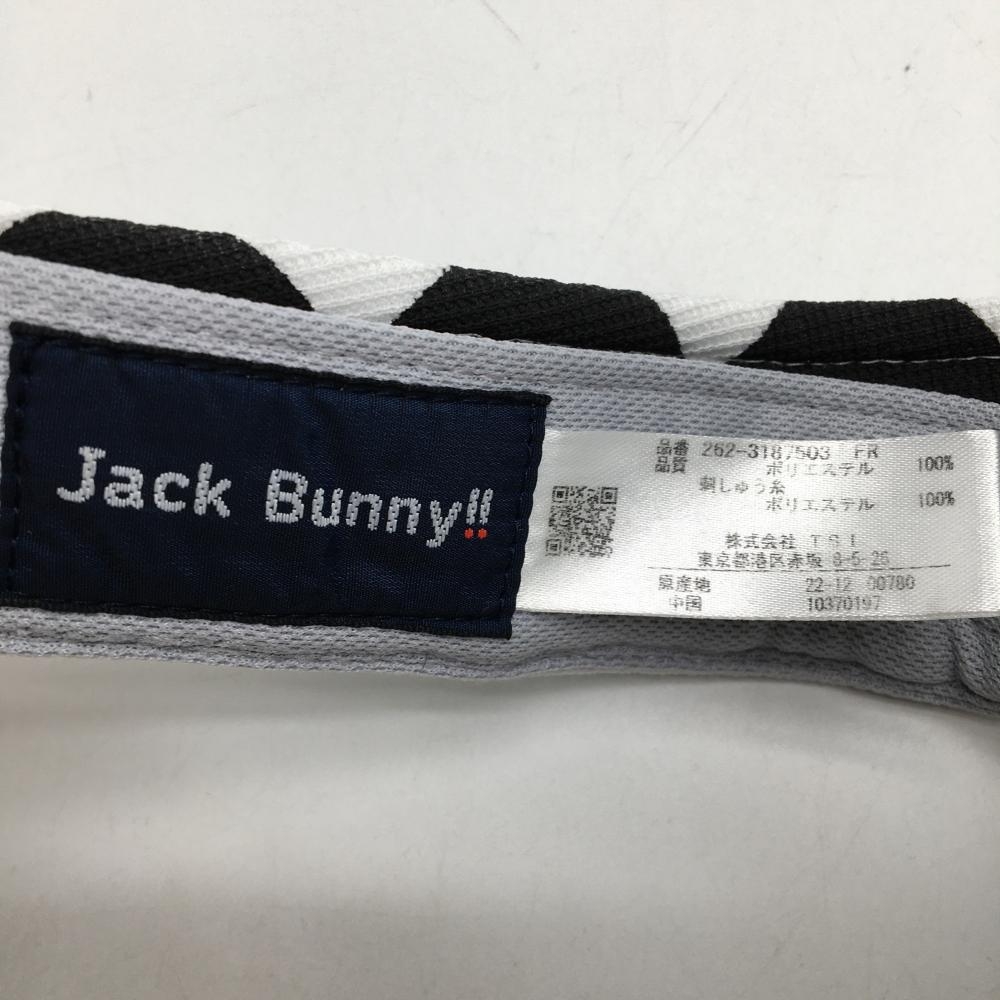 Jack Bunny!!
品番 262-3187503 FR
品質 ポリエステル 100%
刺しゅう糸
ポリエステル 100%
株式会社 TSI
東京都港区赤坂 8-5-26
原産地 22-12 00780
中国 10370197